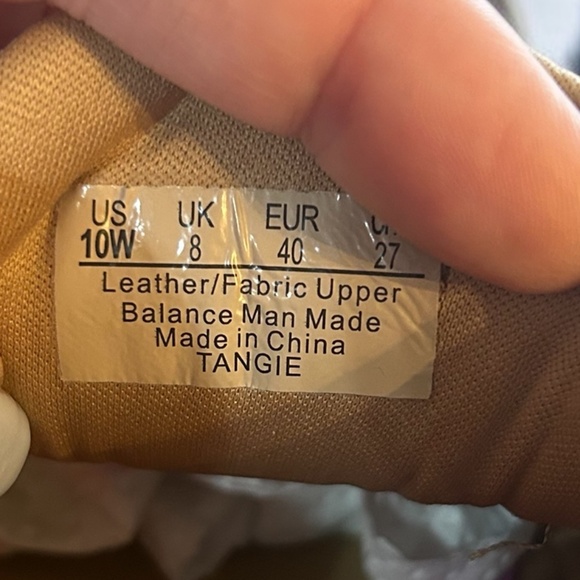 US UK EUR
10W 8 40 27
Leather/Fabric Upper
Balance Man Made
Made in China
TANGIE